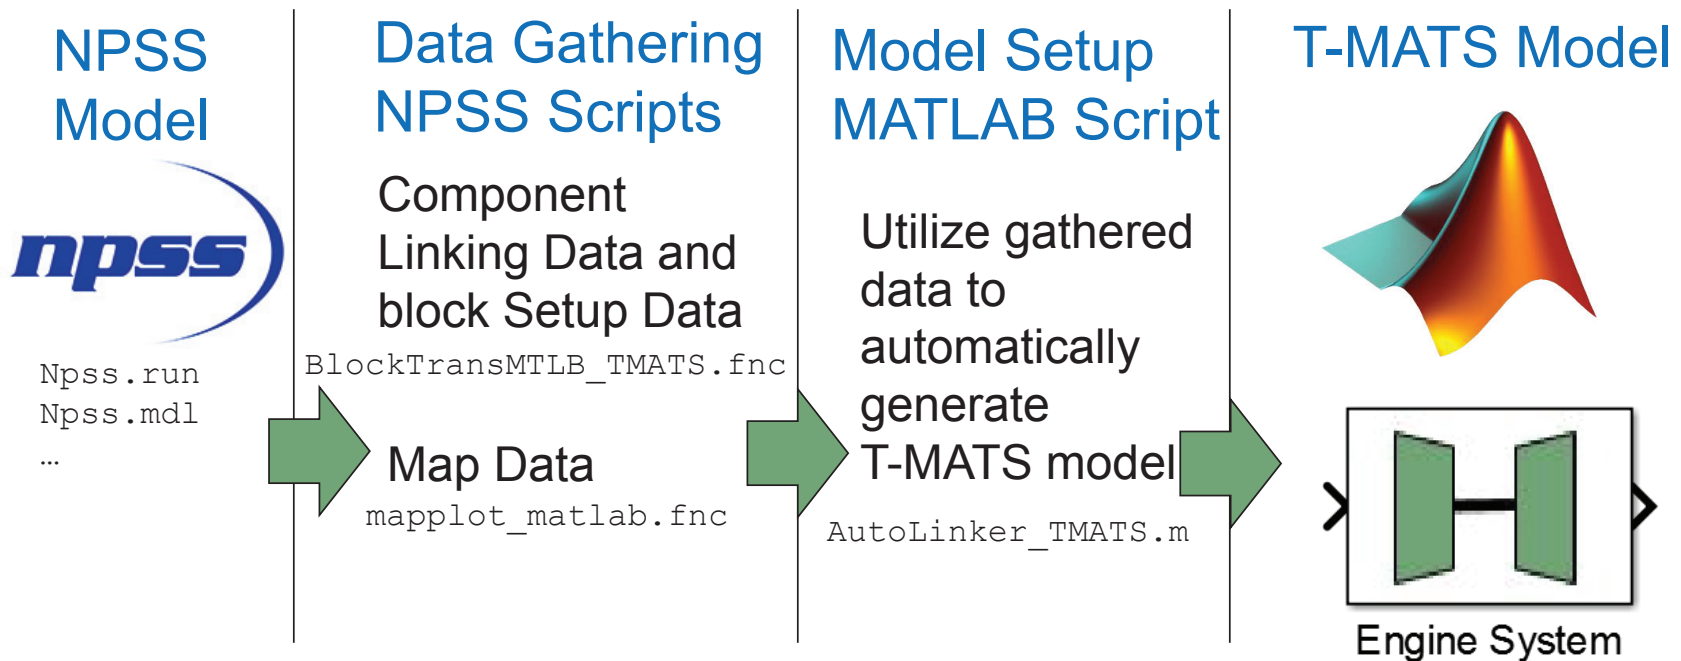 NPSS
Model
npss
Npss.run
Npss.mdl
…
Data Gathering
NPSS Scripts
Component
Linking Data and
block Setup Data
BlockTransMTLB_TMATS.fnc
Map Data
mapplot_matlab.fnc
Model Setup
MATLAB Script
Utilize gathered
data to
automatically
generate
T-MATS model
AutoLinker_TMATS.m
T-MATS Model
Engine System